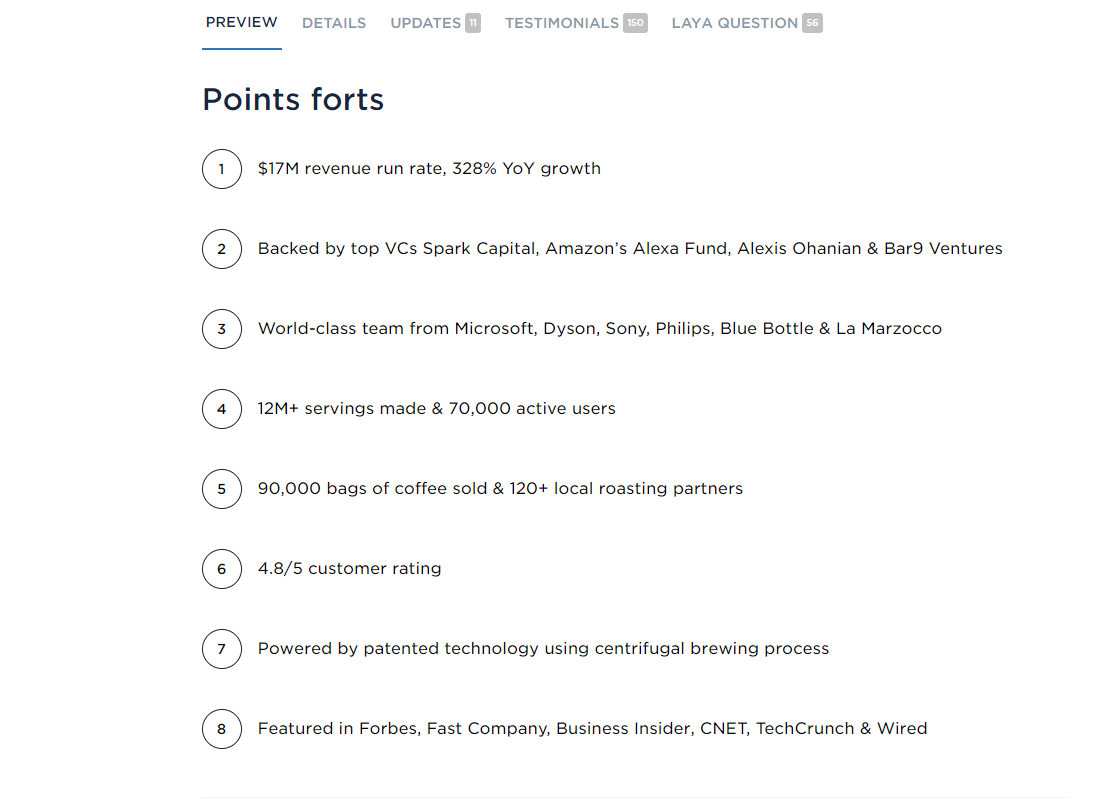 PREVIEW DETAILS UPDATES 11 TESTIMONIALS 150 LAYA QUESTION 56
Points forts
1 $17M revenue run rate, 328% YoY growth
2 Backed by top VCs Spark Capital, Amazon’s Alexa Fund, Alexis Ohanian & Bar9 Ventures
3 World-class team from Microsoft, Dyson, Sony, Philips, Blue Bottle & La Marzocco
4 12M+ servings made & 70,000 active users
5 90,000 bags of coffee sold & 120+ local roasting partners
6 4.8/5 customer rating
7 Powered by patented technology using centrifugal brewing process
8 Featured in Forbes, Fast Company, Business Insider, CNET, TechCrunch & Wired